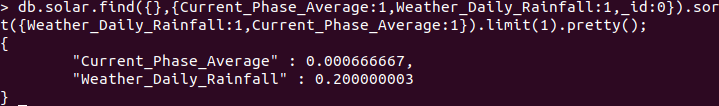 > db.solar.find({},{Current_Phase_Average:1,Weather_Daily_Rainfall:1,_id:0}).sor
t({Weather_Daily_Rainfall:1,Current_Phase_Average:1}).limit(1).pretty();
{
        "Current_Phase_Average" : 0.000666667,
        "Weather_Daily_Rainfall" : 0.200000003
}